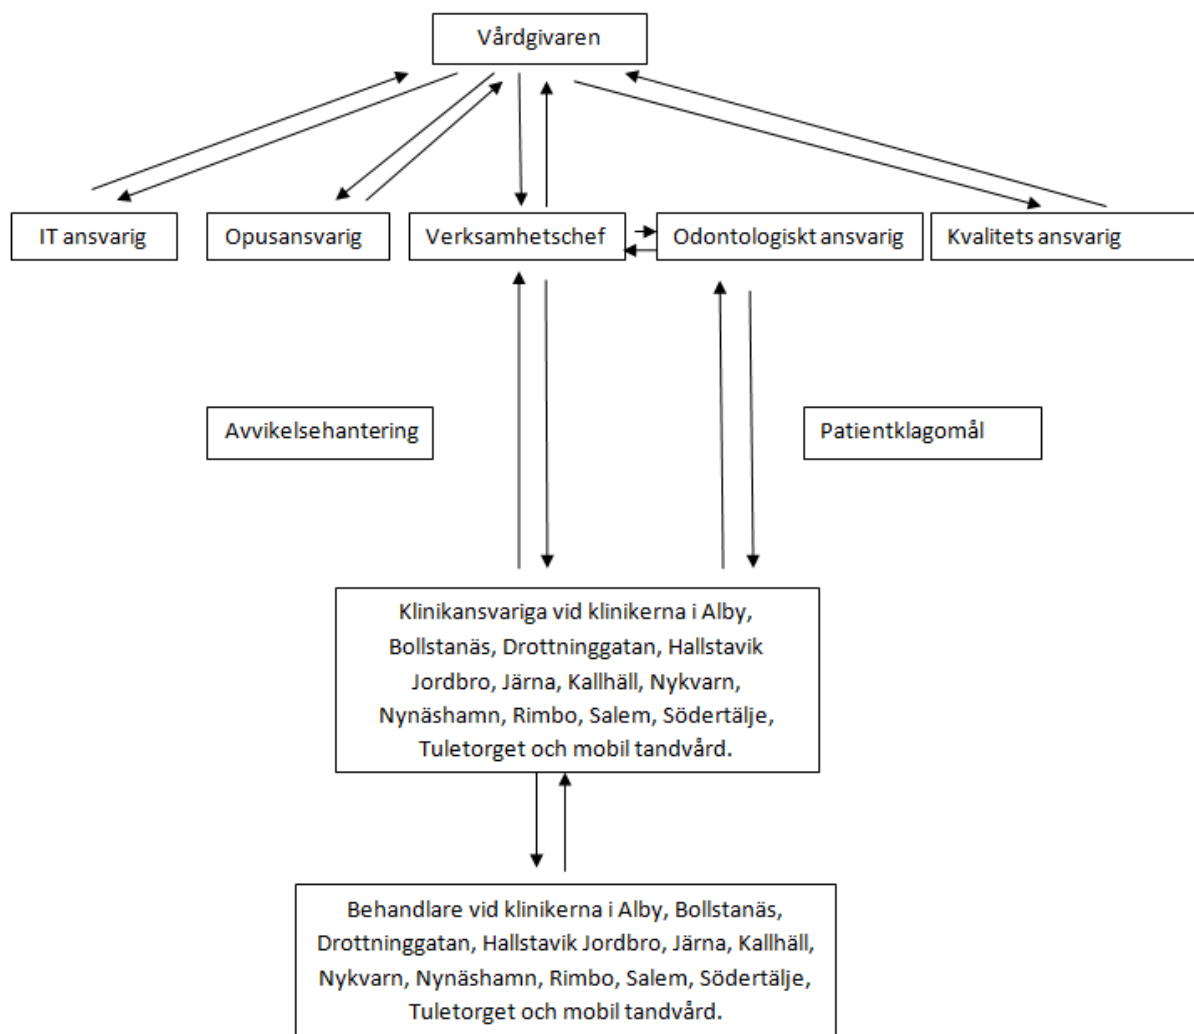 Vårdgivaren
IT ansvarig
Opusansvarig
Verksamhetschef
Odontologiskt ansvarig
Kvalitets ansvarig
Avvikelsehantering
Patientklagomål
Klinikansvariga vid klinikerna i Alby,
Bollstanäs, Drottninggatan, Hallstavik
Jordbro, Järna, Kallhäll, Nykvarn,
Nynäshamn, Rimbo, Salem, Södertälje,
Tuletorget och mobil tandvård.
Behandlare vid klinikerna i Alby, Bollstanäs,
Drottninggatan, Hallstavik Jordbro, Järna, Kallhäll,
Nykvarn, Nynäshamn, Rimbo, Salem, Södertälje,
Tuletorget och mobil tandvård.